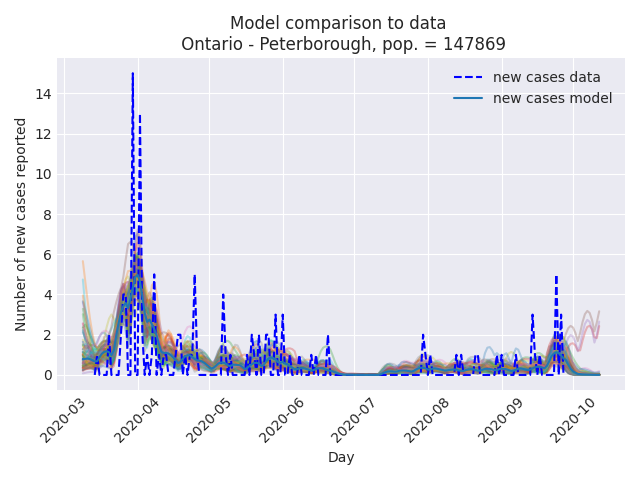 Model comparison to data
Ontario - Peterborough, pop. = 147869
new cases data
new cases model
Number of new cases reported
14
12
10
8
6
4
2
0
2020-03
2020-04
2020-05
2020-06
2020-07
2020-08
2020-09
2020-10
Day